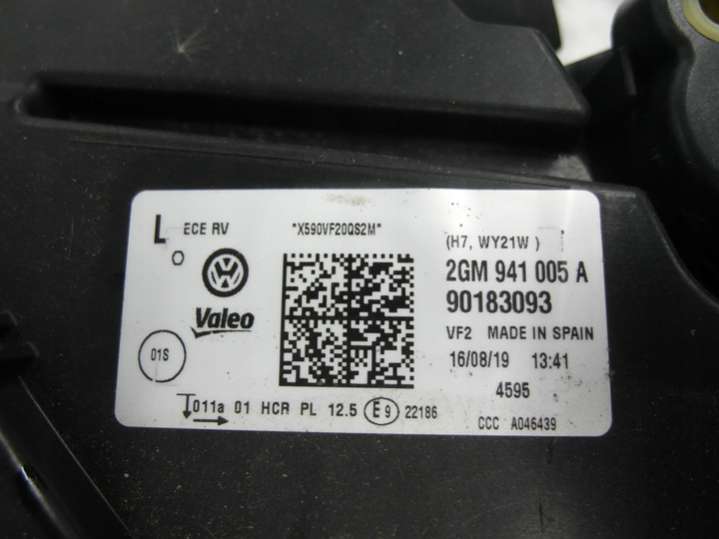 L ECE RV *X590VF20QS2M*
(H7, WY21W )
2GM 941 005 A
90183093
Valeo
VF2 MADE IN SPAIN
01S
16/08/19 13:41
4595
011a 01 HCR PL 12.5 E9 22186
CCC A046439